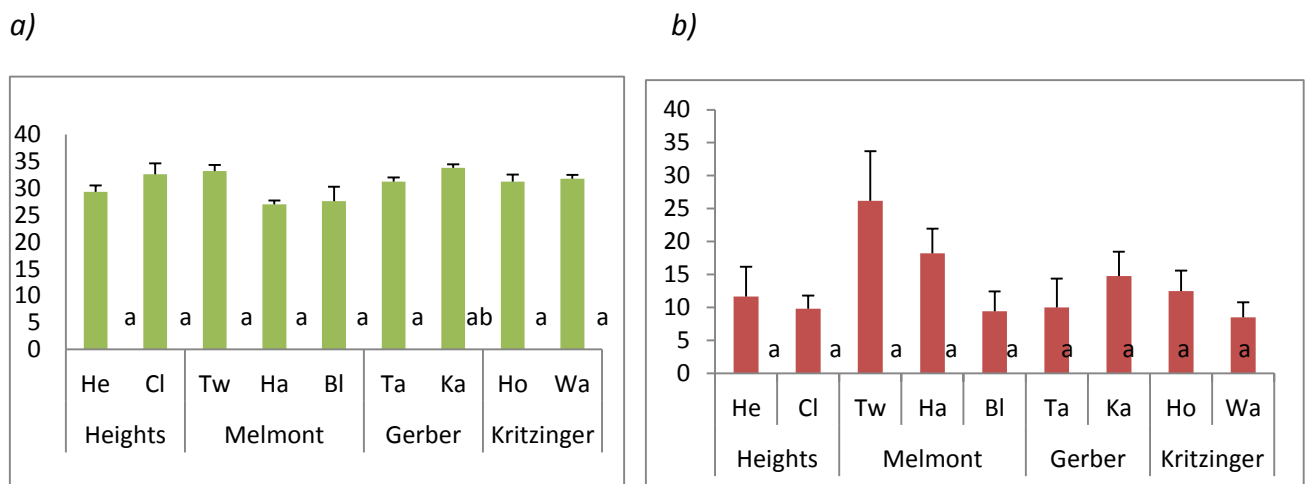 a)
40
35
30
25
20
15
10
5
0
a a a a a a ab a a
He Cl Tw Ha Bl Ta Ka Ho Wa
Heights Melmont Gerber Kritzinger
b)
40
35
30
25
20
15
10
5
0
a a a a a a a a a
He Cl Tw Ha Bl Ta Ka Ho Wa
Heights Melmont Gerber Kritzinger